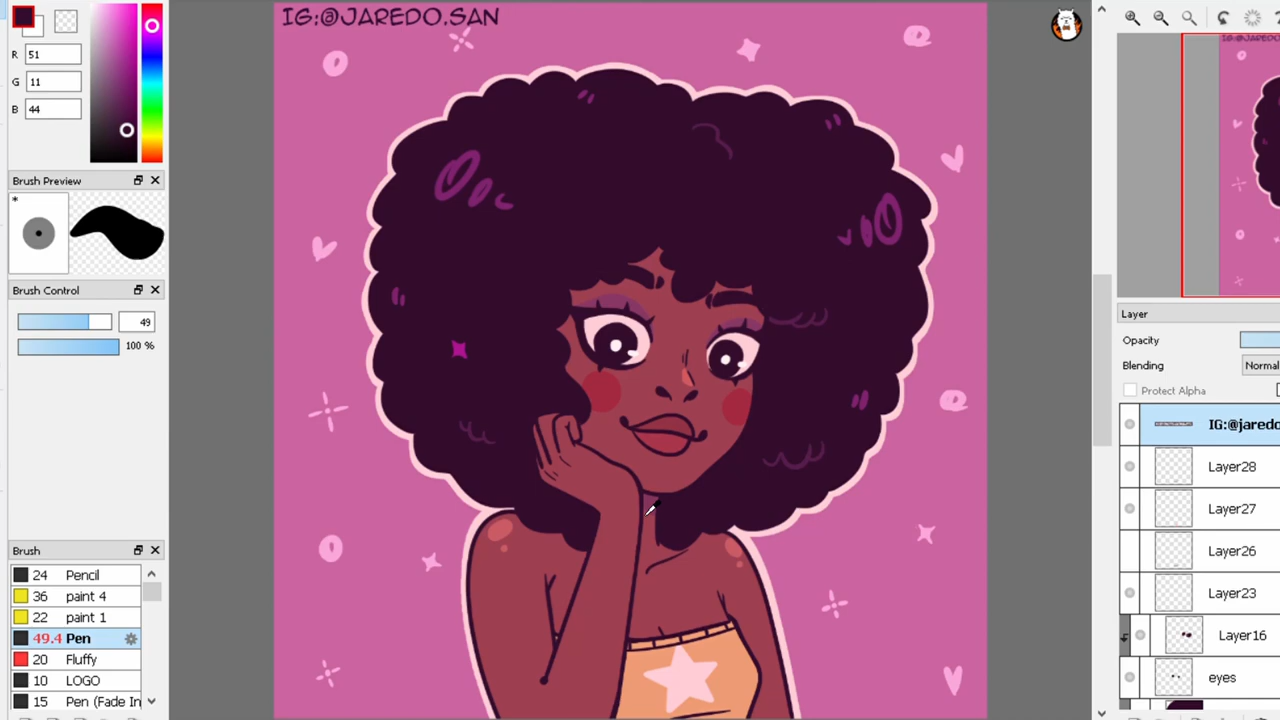 IG:@JAREDO.SAN
R 51
G 11
B 44
Brush Preview
*
Brush Control
49
100 %
Brush
24 Pencil
36 paint 4
22 paint 1
49.4 Pen
20 Fluffy
10 LOGO
15 Pen (Fade In
IG:@JAREDO
Layer
Opacity
Blending Normal
Protect Alpha
IG:@jaredo
Layer28
Layer27
Layer26
Layer23
Layer16
eyes